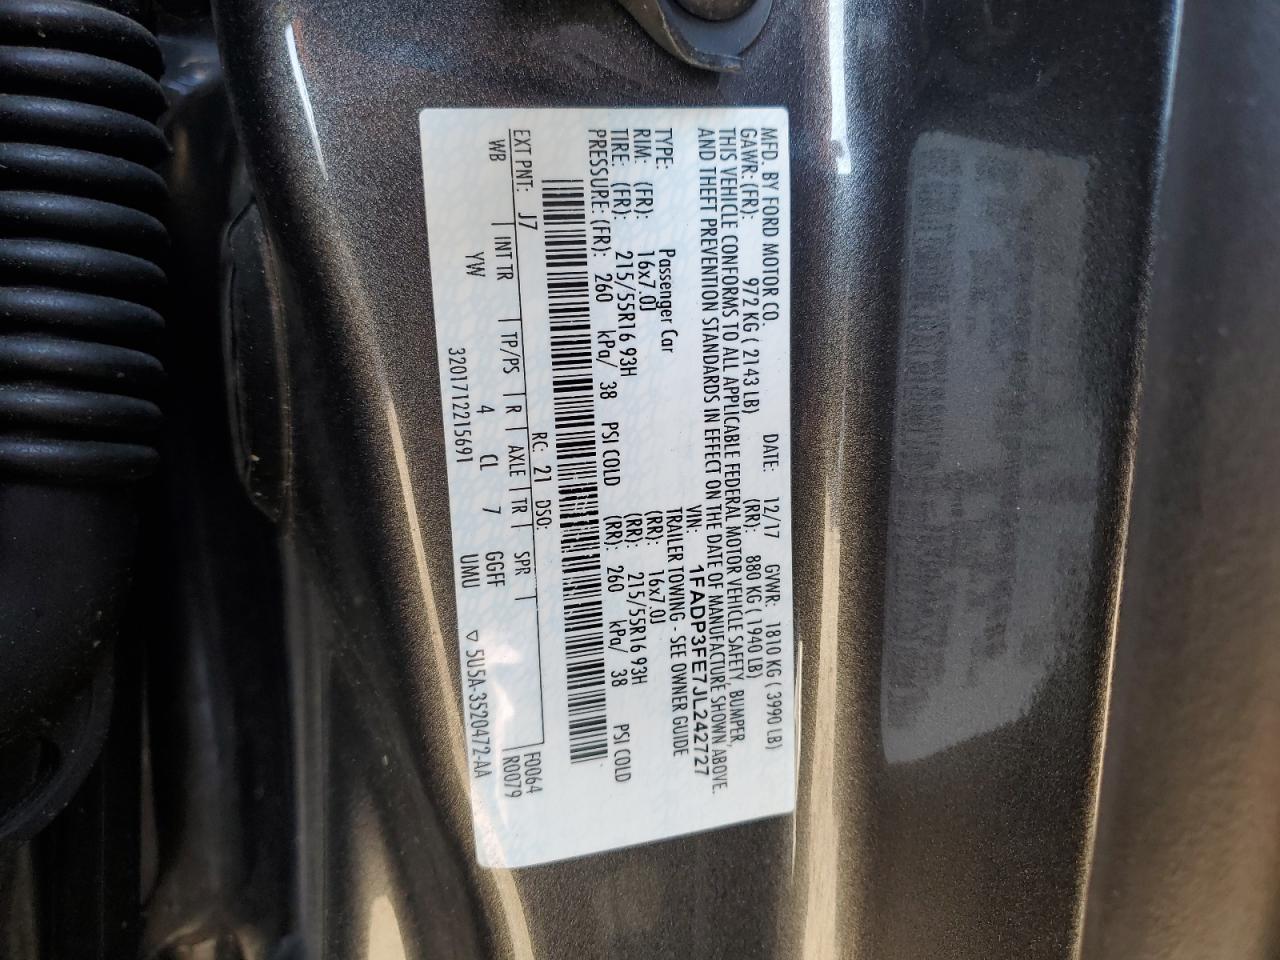 MFD. BY FORD MOTOR CO.
DATE: 12/17 GVWR: 1810 KG ( 3990 LB)
GAWR: (FR): 972 KG ( 2143 LB) (RR): 880 KG ( 1940 LB)
THIS VEHICLE CONFORMS TO ALL APPLICABLE FEDERAL MOTOR VEHICLE SAFETY, BUMPER,
AND THEFT PREVENTION STANDARDS IN EFFECT ON THE DATE OF MANUFACTURE SHOWN ABOVE.
VIN: 1FADP3FE7JL242727
TYPE: Passenger Car TRAILER TOWING - SEE OWNER GUIDE
RIM: (FR): 16x7.0J (RR): 16x7.0J
TIRE: (FR): 215/55R16 93H (RR): 215/55R16 93H
PRESSURE: (FR): 260 kPa/ 38 PSI COLD (RR): 260 kPa/ 38 PSI COLD
EXT PNT: J7 RC: 21 DSO: F0064
WB | INT TR | TP/PS | R | AXLE | TR | SPR | R0079
YW 4 Cl 7 GGFF
3201712215691 UMU ▽ 5U5A-3520472-AA